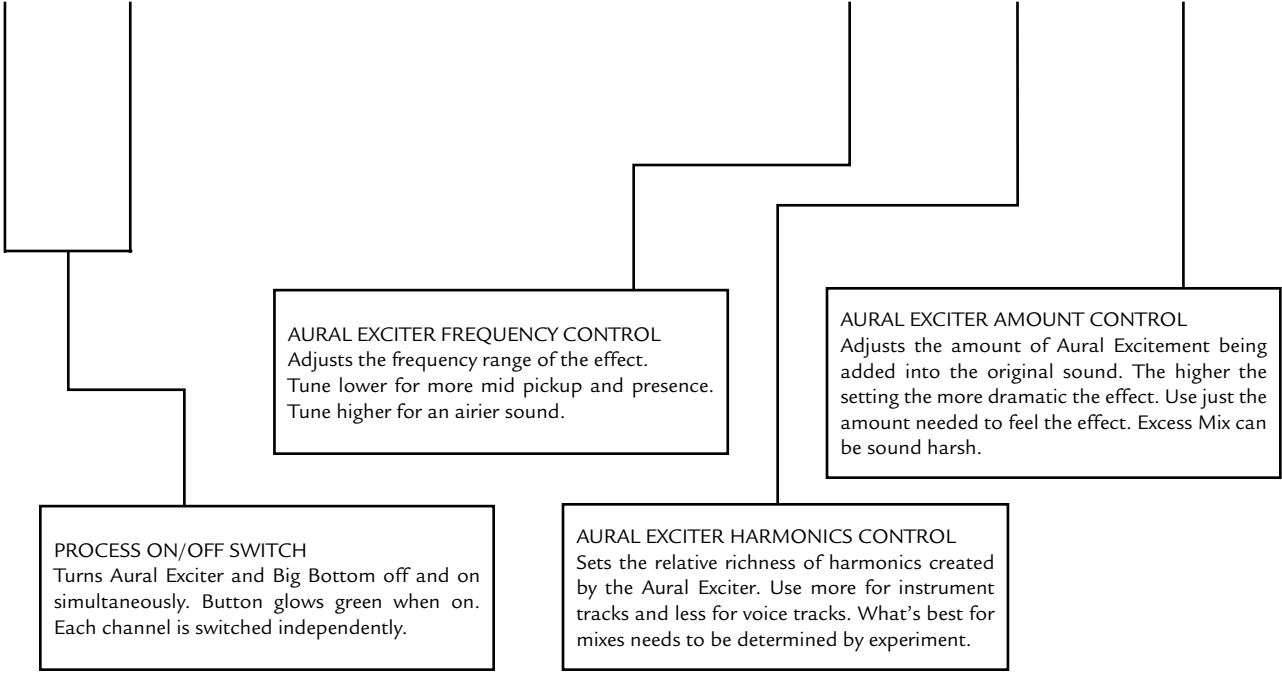 AURAL EXCITER FREQUENCY CONTROL
Adjusts the frequency range of the effect.
Tune lower for more mid pickup and presence.
Tune higher for an airier sound.
AURAL EXCITER AMOUNT CONTROL
Adjusts the amount of Aural Excitement being
added into the original sound. The higher the
setting the more dramatic the effect. Use just the
amount needed to feel the effect. Excess Mix can
be sound harsh.
PROCESS ON/OFF SWITCH
Turns Aural Exciter and Big Bottom off and on
simultaneously. Button glows green when on.
Each channel is switched independently.
AURAL EXCITER HARMONICS CONTROL
Sets the relative richness of harmonics created
by the Aural Exciter. Use more for instrument
tracks and less for voice tracks. What’s best for
mixes needs to be determined by experiment.